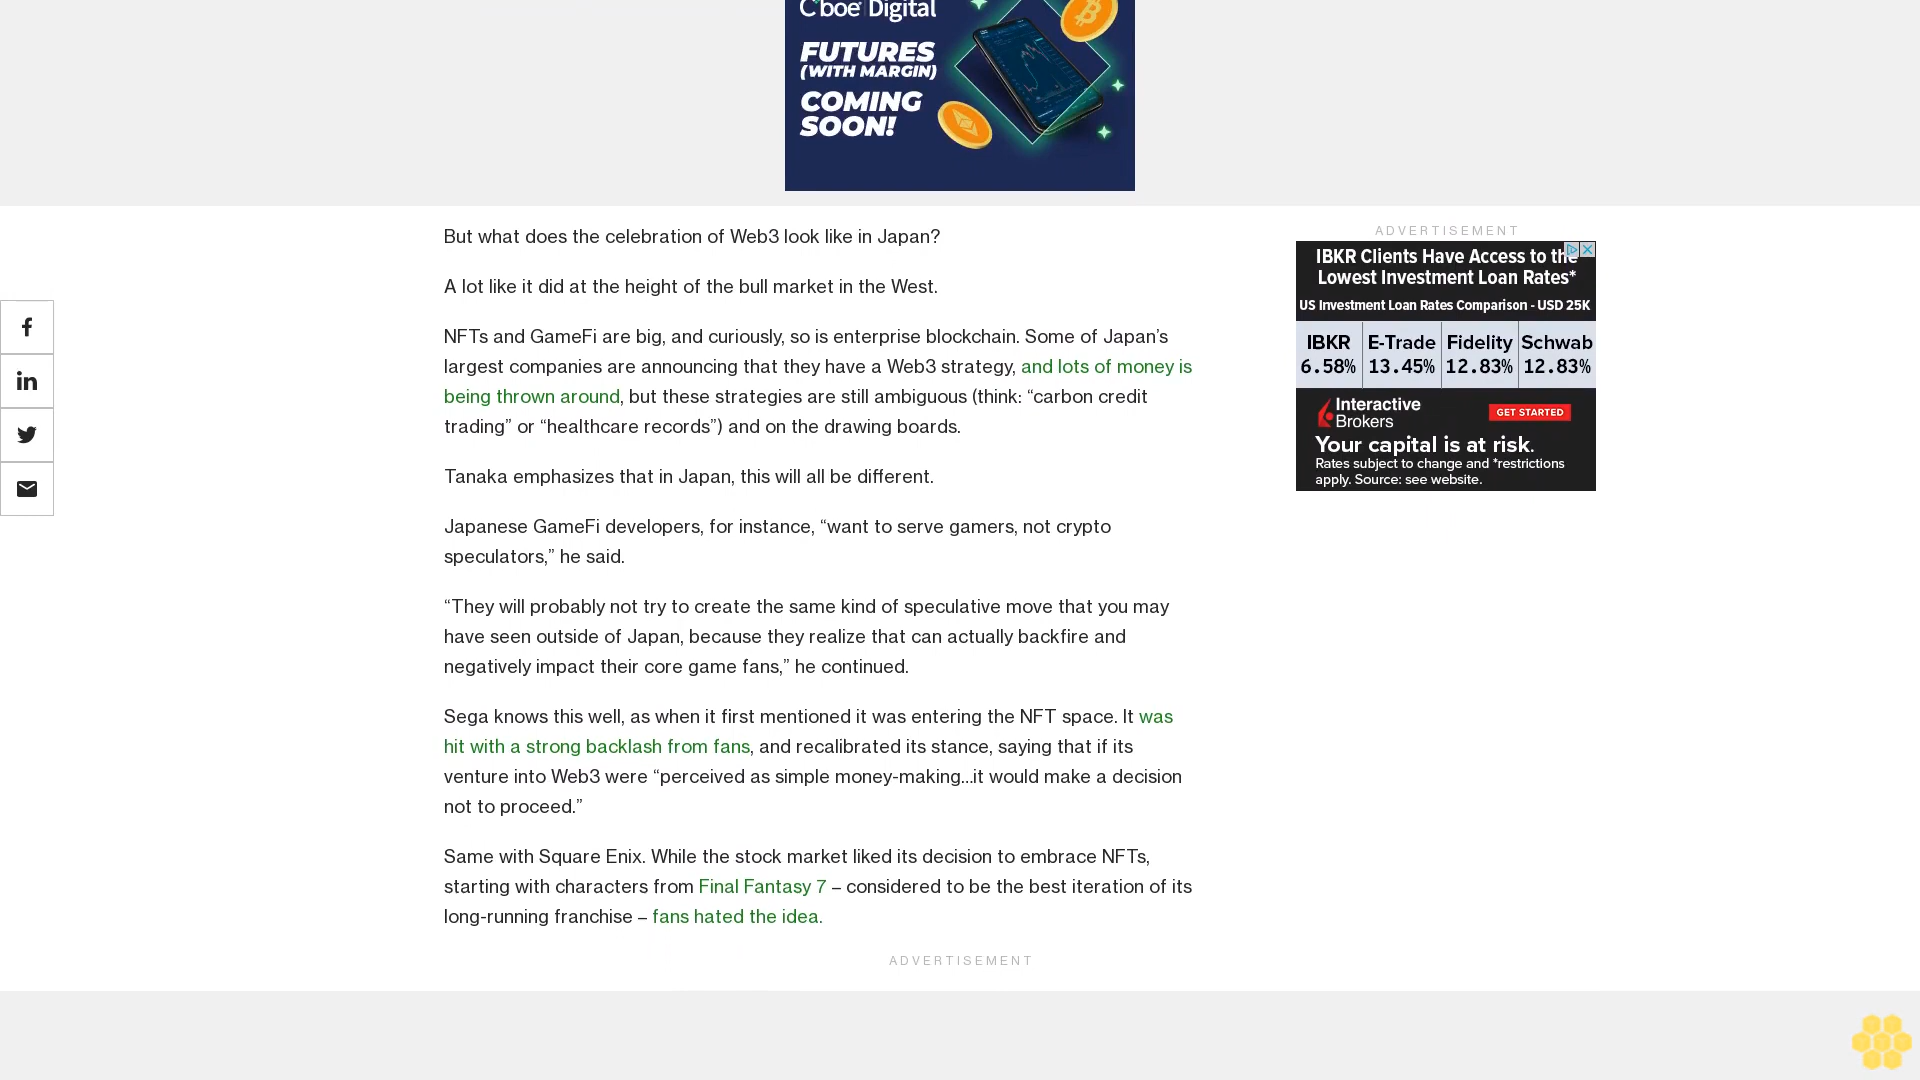 Cboe Digital
FUTURES
(WITH MARGIN)
COMING
SOON!
But what does the celebration of Web3 look like in Japan?
A lot like it did at the height of the bull market in the West.
NFTs and GameFi are big, and curiously, so is enterprise blockchain. Some of Japan’s
largest companies are announcing that they have a Web3 strategy, and lots of money is
being thrown around, but these strategies are still ambiguous (think: “carbon credit
trading” or “healthcare records”) and on the drawing boards.
Tanaka emphasizes that in Japan, this will all be different.
Japanese GameFi developers, for instance, “want to serve gamers, not crypto
speculators,” he said.
“They will probably not try to create the same kind of speculative move that you may
have seen outside of Japan, because they realize that can actually backfire and
negatively impact their core game fans,” he continued.
Sega knows this well, as when it first mentioned it was entering the NFT space. It was
hit with a strong backlash from fans, and recalibrated its stance, saying that if its
venture into Web3 were “perceived as simple money-making…it would make a decision
not to proceed.”
Same with Square Enix. While the stock market liked its decision to embrace NFTs,
starting with characters from Final Fantasy 7 – considered to be the best iteration of its
long-running franchise – fans hated the idea.
ADVERTISEMENT
ADVERTISEMENT
IBKR Clients Have Access to the
Lowest Investment Loan Rates*
US Investment Loan Rates Comparison - USD 25K
IBKR E-Trade Fidelity Schwab
6.58% 13.45% 12.83% 12.83%
Interactive
Brokers
GET STARTED
Your capital is at risk.
Rates subject to change and *restrictions
apply. Source: see website.